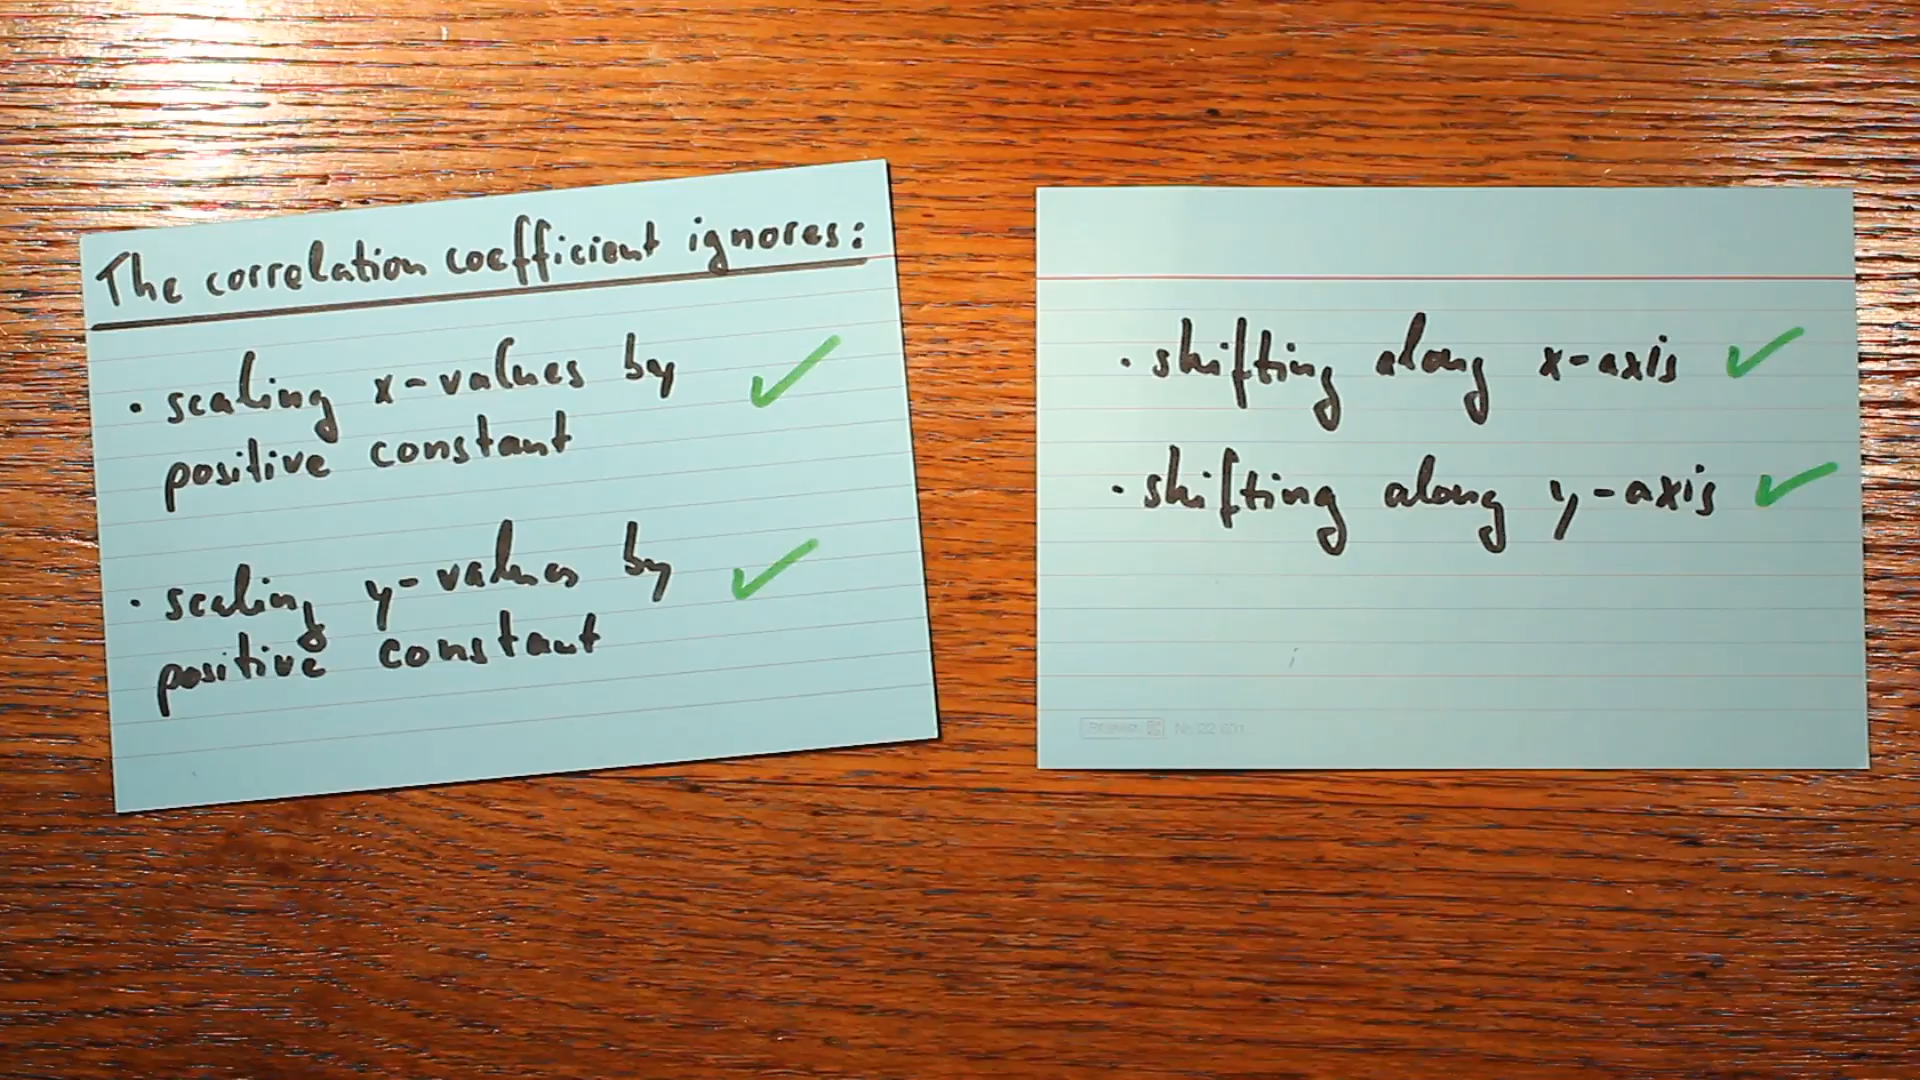 The correlation coefficient ignores:
· scaling x-values by
positive constant
· scaling y-values by
positive constant
· shifting along x-axis
· shifting along y-axis